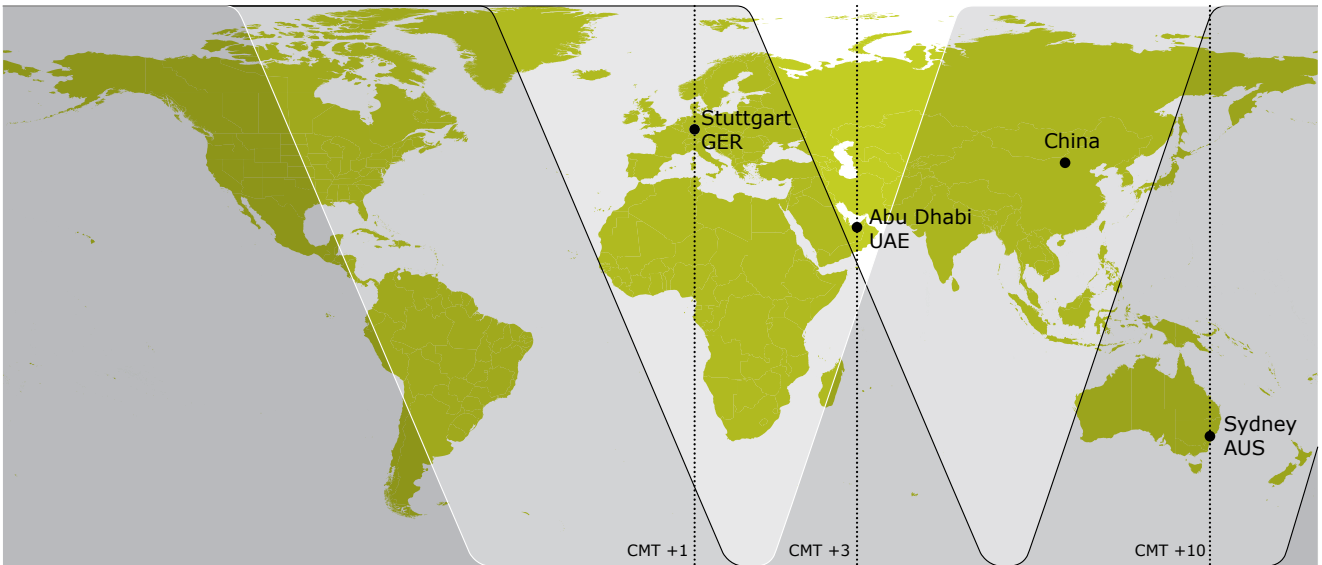 Stuttgart
GER
China
Abu Dhabi
UAE
Sydney
AUS
CMT +1
CMT +3
CMT +10